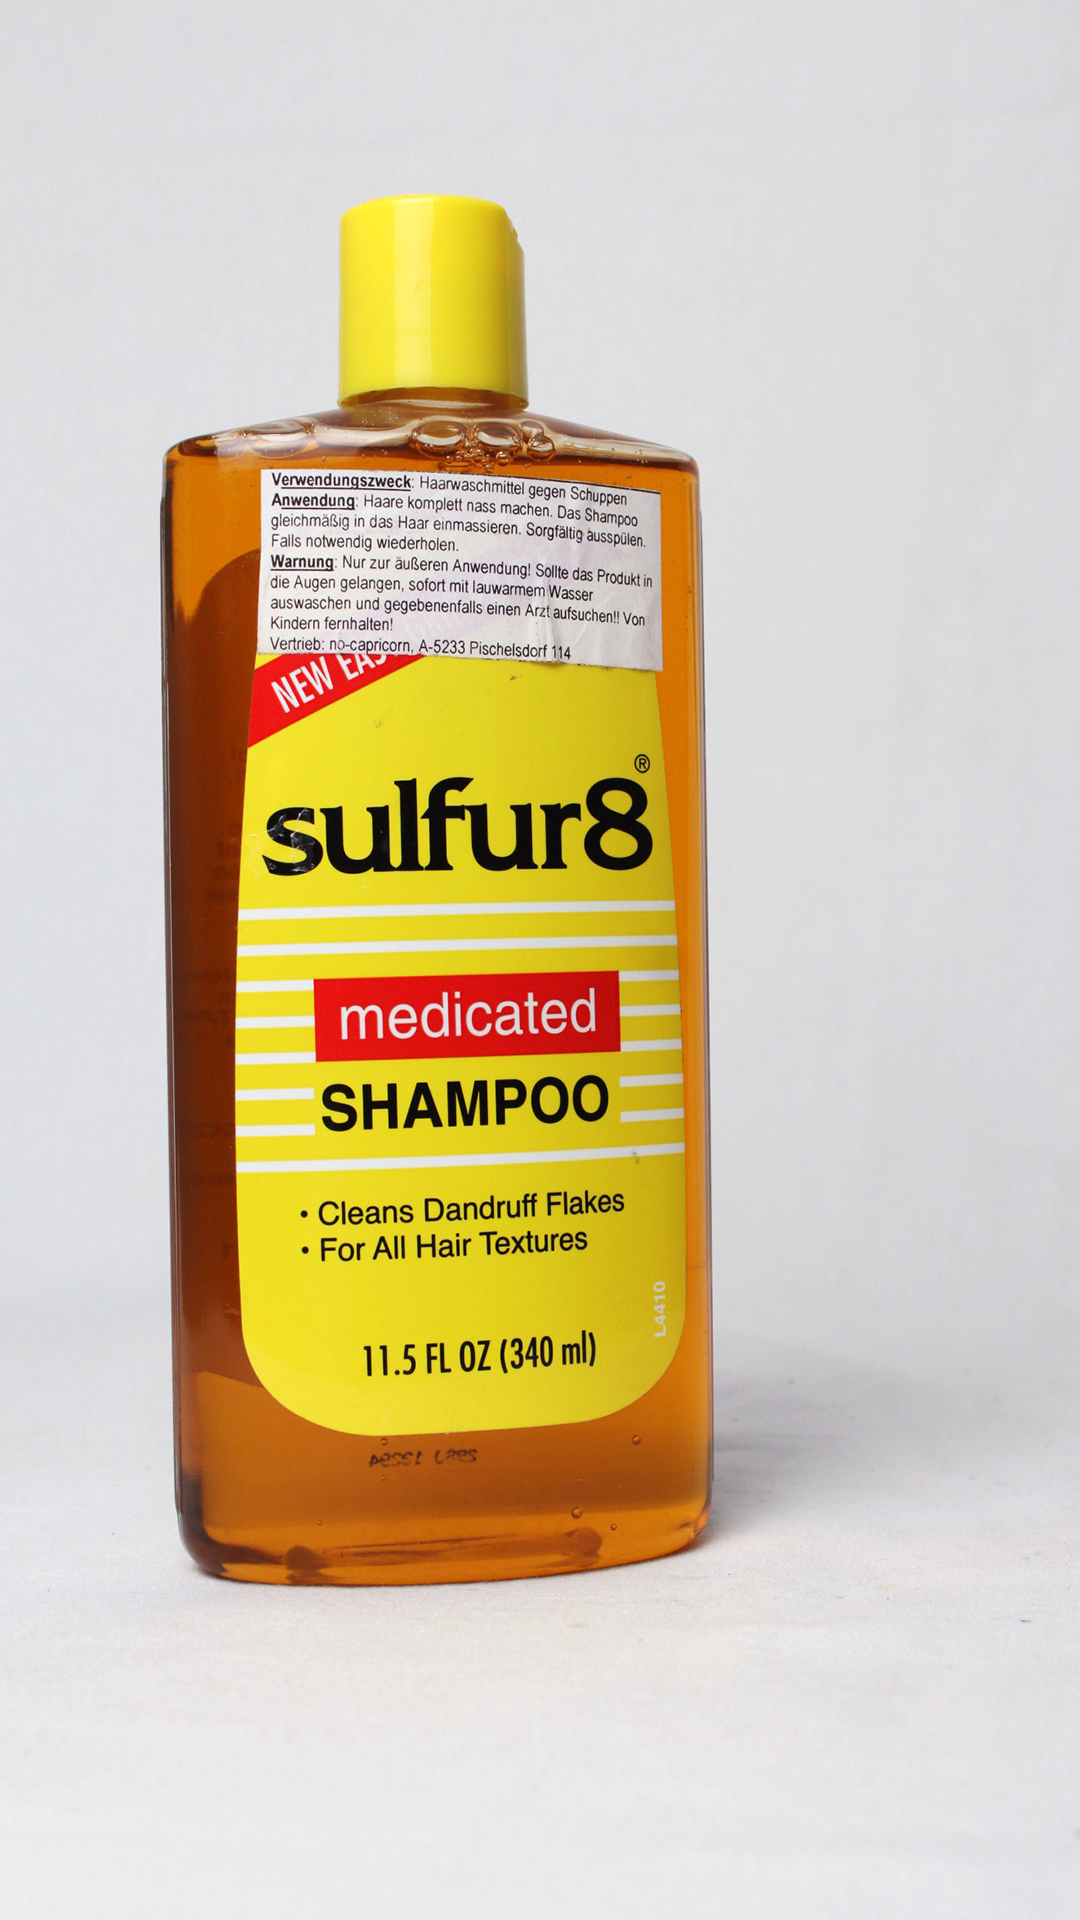 Verwendungszweck: Haarwaschmittel gegen Schuppen
Anwendung: Haare komplett nass machen. Das Shampoo
gleichmäßig in das Haar einmassieren. Sorgfältig ausspülen.
Falls notwendig wiederholen.
Warnung: Nur zur äußeren Anwendung! Sollte das Produkt in
die Augen gelangen, sofort mit lauwarmem Wasser
auswaschen und gegebenenfalls einen Arzt aufsuchen!! Von
Kindern fernhalten!
Vertrieb: no-capricorn, A-5233 Pischelsdorf 114
NEW
sulfur8®
medicated
SHAMPOO
• Cleans Dandruff Flakes
• For All Hair Textures
L4410
11.5 FL OZ (340 ml)